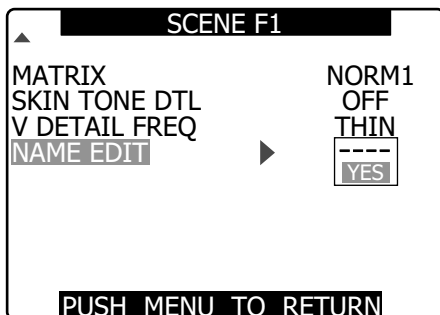 SCENE F1
MATRIX NORM1
SKIN TONE DTL OFF
V DETAIL FREQ THIN
NAME EDIT ----
YES
PUSH MENU TO RETURN